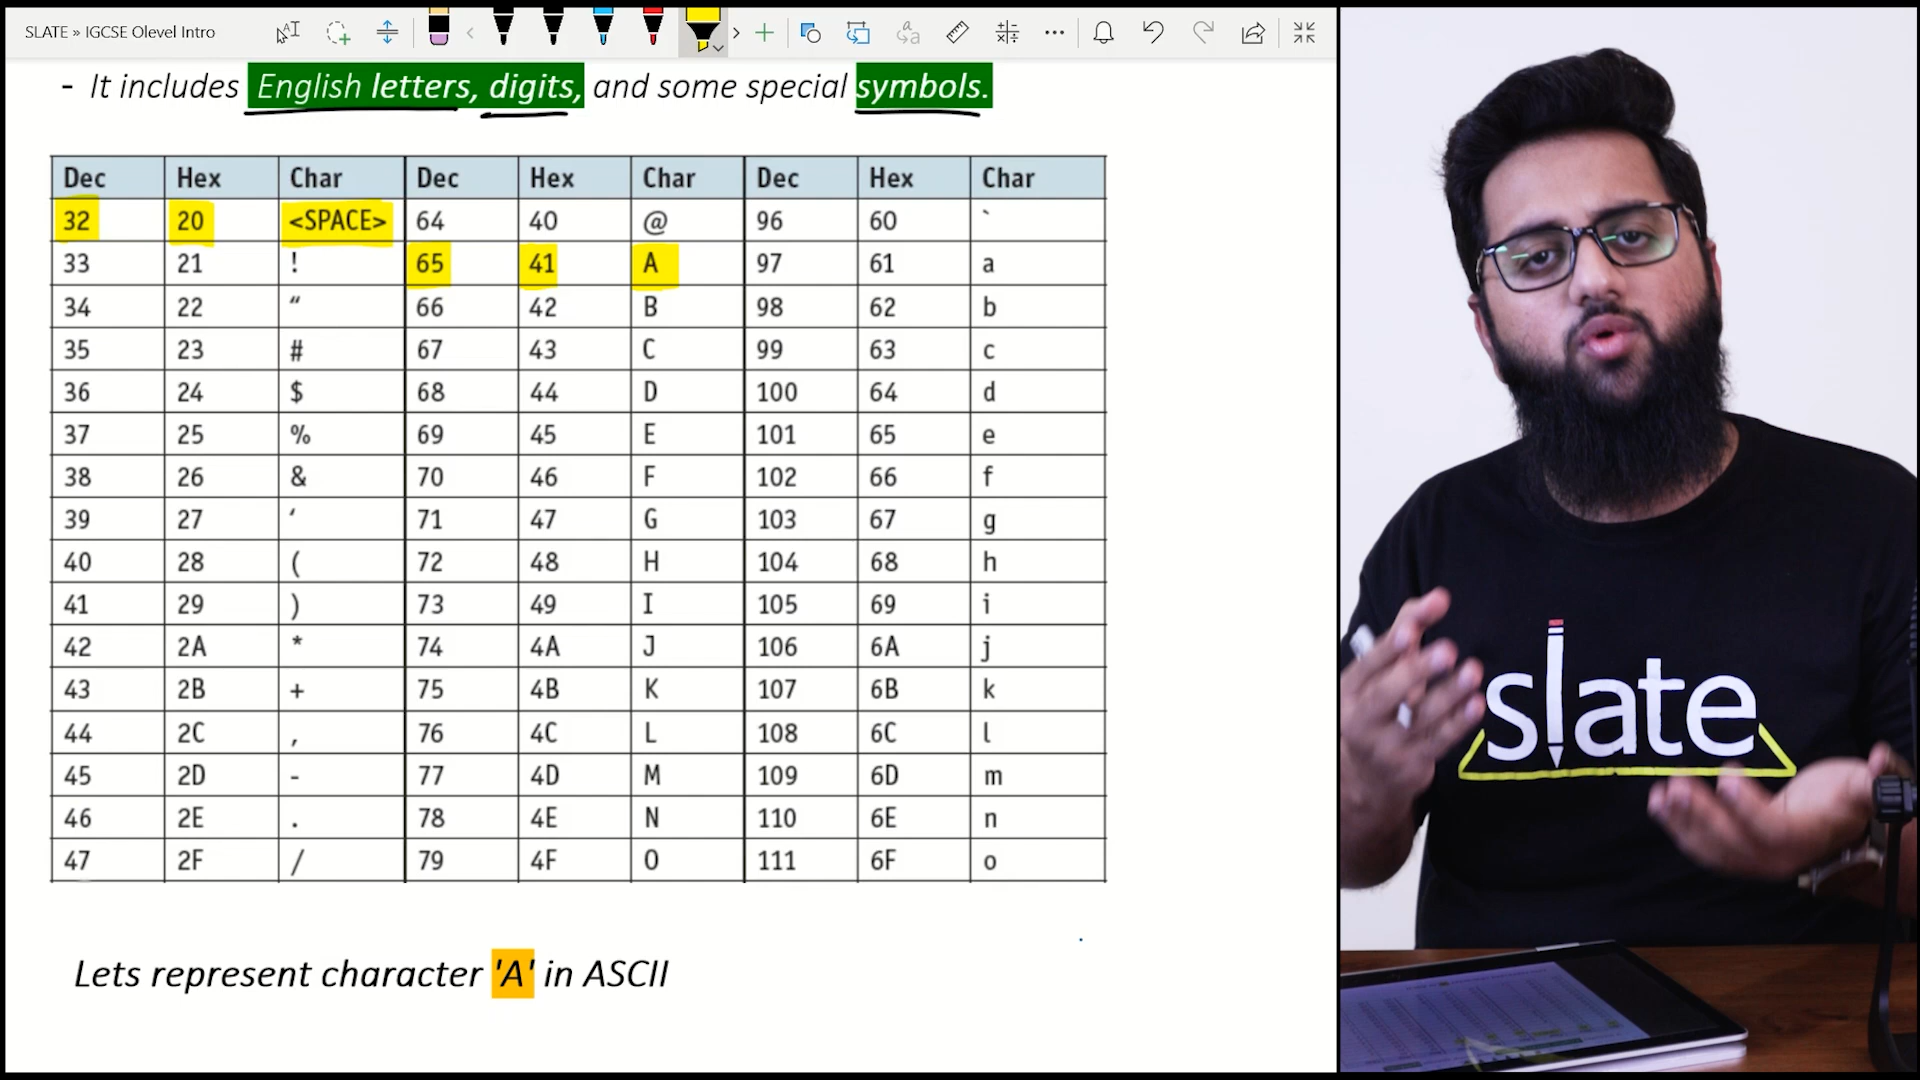 SLATE » IGCSE Olevel Intro
- It includes English letters, digits, and some special symbols.
Dec Hex Char Dec Hex Char Dec Hex Char
32 20 <SPACE> 64 40 @ 96 60 `
33 21 ! 65 41 A 97 61 a
34 22 “ 66 42 B 98 62 b
35 23 # 67 43 C 99 63 c
36 24 $ 68 44 D 100 64 d
37 25 % 69 45 E 101 65 e
38 26 & 70 46 F 102 66 f
39 27 ‘ 71 47 G 103 67 g
40 28 ( 72 48 H 104 68 h
41 29 ) 73 49 I 105 69 i
42 2A * 74 4A J 106 6A j
43 2B + 75 4B K 107 6B k
44 2C , 76 4C L 108 6C l
45 2D - 77 4D M 109 6D m
46 2E . 78 4E N 110 6E n
47 2F / 79 4F O 111 6F o
Lets represent character 'A' in ASCII
slate